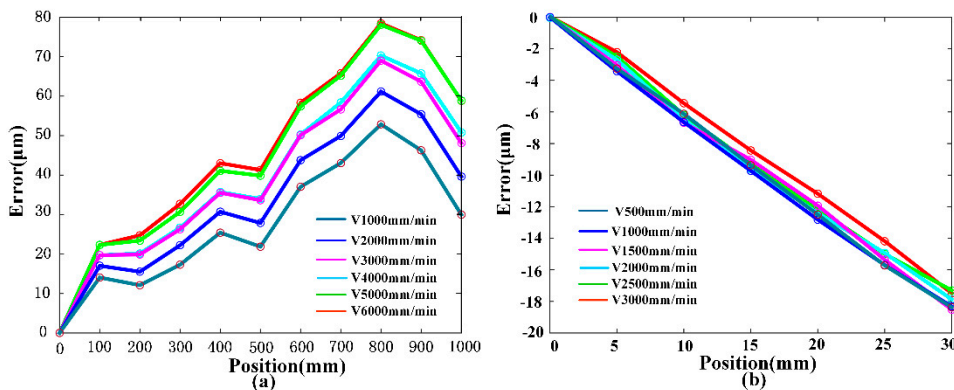 80
70
60
50
40
30
20
10
0
Error(μm)
V1000mm/min
V2000mm/min
V3000mm/min
V4000mm/min
V5000mm/min
V6000mm/min
0 100 200 300 400 500 600 700 800 900 1000
Position(mm)
(a)
-0
-2
-4
-6
-8
-10
-12
-14
-16
-18
-20
Error(μm)
V500mm/min
V1000mm/min
V1500mm/min
V2000mm/min
V2500mm/min
V3000mm/min
0 5 10 15 20 25 30
Position(mm)
(b)